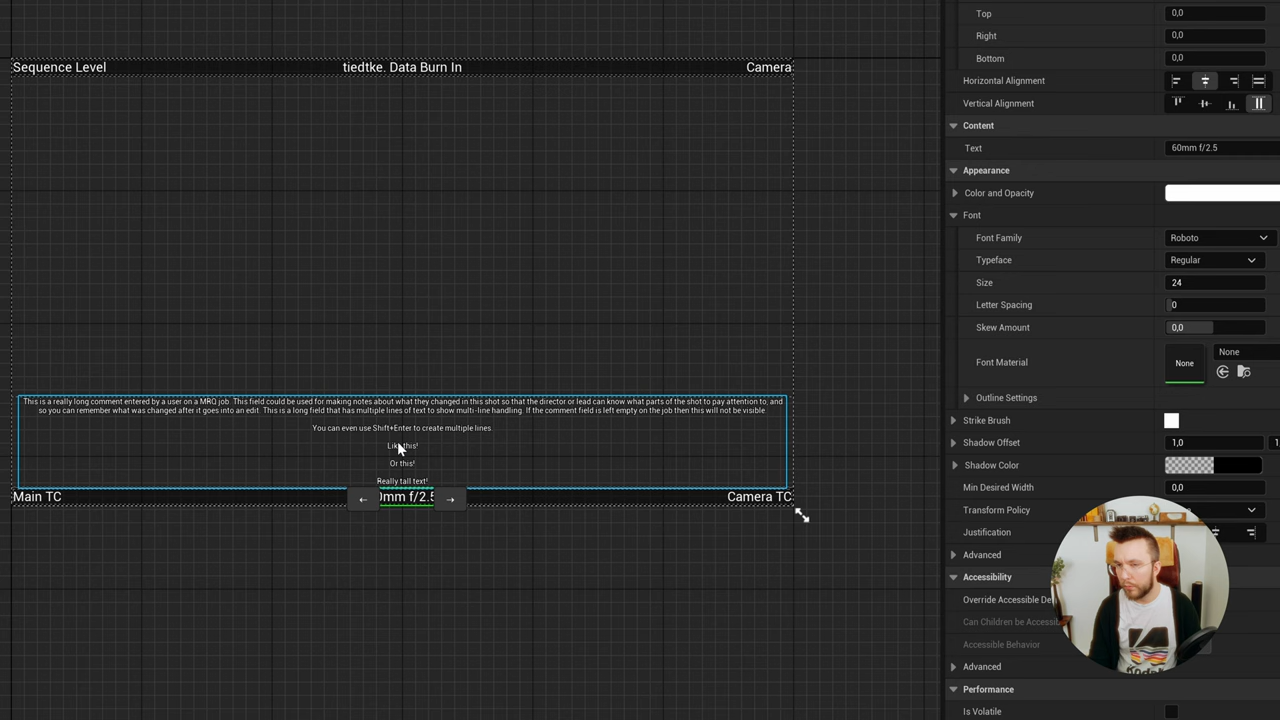 Top 0,0
Right 0,0
Bottom 0,0
Horizontal Alignment
Vertical Alignment
Content
Text 60mm f/2.5
Appearance
Color and Opacity
Font
Font Family Roboto
Typeface Regular
Size 24
Letter Spacing 0
Skew Amount 0,0
Font Material None None
Outline Settings
Strike Brush
Shadow Offset 1,0 1,
Shadow Color
Min Desired Width 0,0
Transform Policy
Justification
Advanced
Accessibility
Override Accessible De
Can Children be Accessib
Accessible Behavior
Advanced
Performance
Is Volatile
Sequence Level tiedtke. Data Burn In Camera
This is a really long comment entered by a user on a MRQ job. This field could be used for making notes about what they changed in this shot so that the director or lead can know what parts of the shot to pay attention to, and
so you can remember what was changed after it goes into an edit. This is a long field that has multiple lines of text to show multi-line handling. If the comment field is left empty on the job then this will not be visible
You can even use Shift+Enter to create multiple lines
Like this!
Or this!
Really tall text!
Main TC 0mm f/2.5 Camera TC